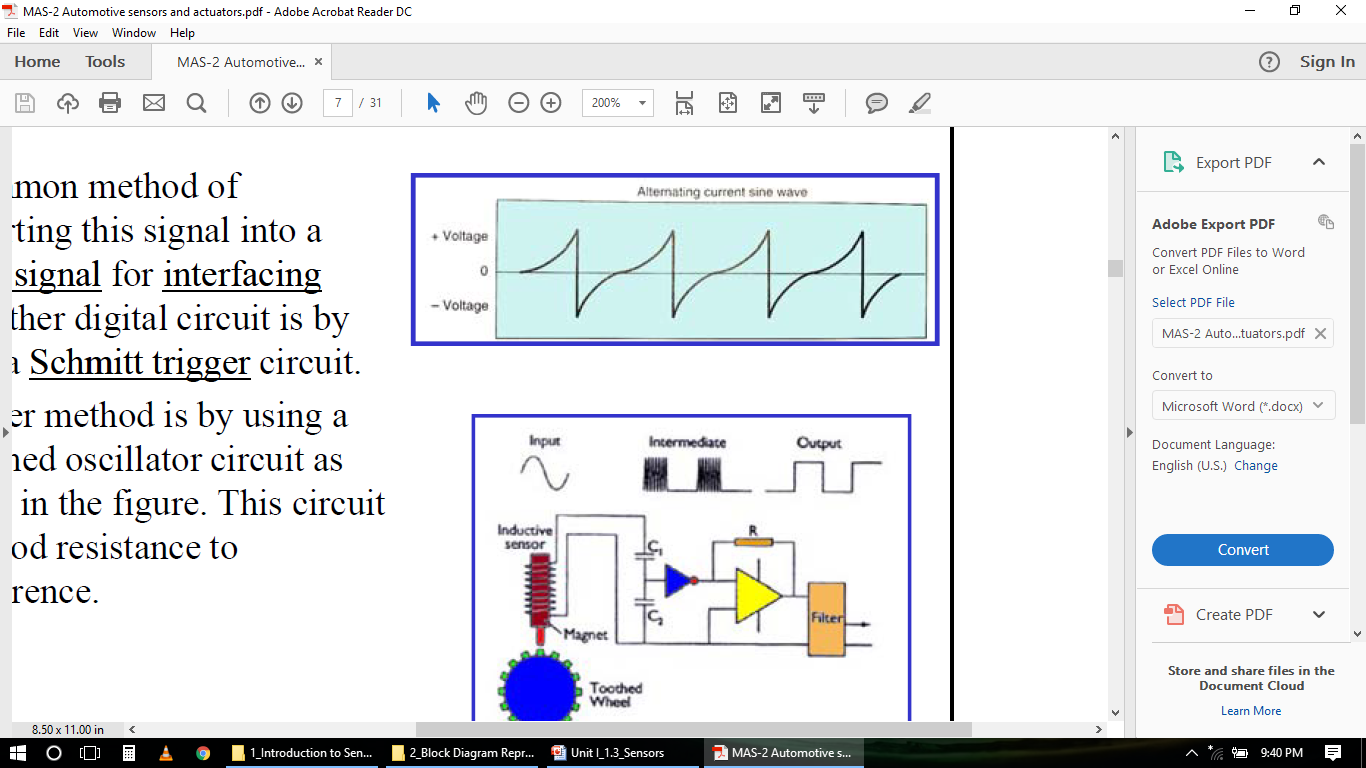 MAS-2 Automotive sensors and actuators.pdf - Adobe Acrobat Reader DC
File Edit View Window Help
Home Tools MAS-2 Automotive... × Sign In
7 / 31 200%
mmon method of
rting this signal into a
signal for interfacing
ther digital circuit is by
a Schmitt trigger circuit.
er method is by using a
ned oscillator circuit as
in the figure. This circuit
od resistance to
rence.
Alternating current sine wave
+ Voltage
0
– Voltage
Input Intermediate Output
Inductive
sensor
R
C1
C2
Filter
Magnet
Toothed
Wheel
8.50 x 11.00 in
Export PDF
Adobe Export PDF
Convert PDF Files to Word
or Excel Online
Select PDF File
MAS-2 Auto...tuators.pdf
Convert to
Microsoft Word (*.docx)
Document Language:
English (U.S.) Change
Convert
Create PDF
Store and share files in the
Document Cloud
Learn More
1_Introduction to Sen... 2_Block Diagram Repr... Unit I_1.3_Sensors MAS-2 Automotive s... 9:40 PM